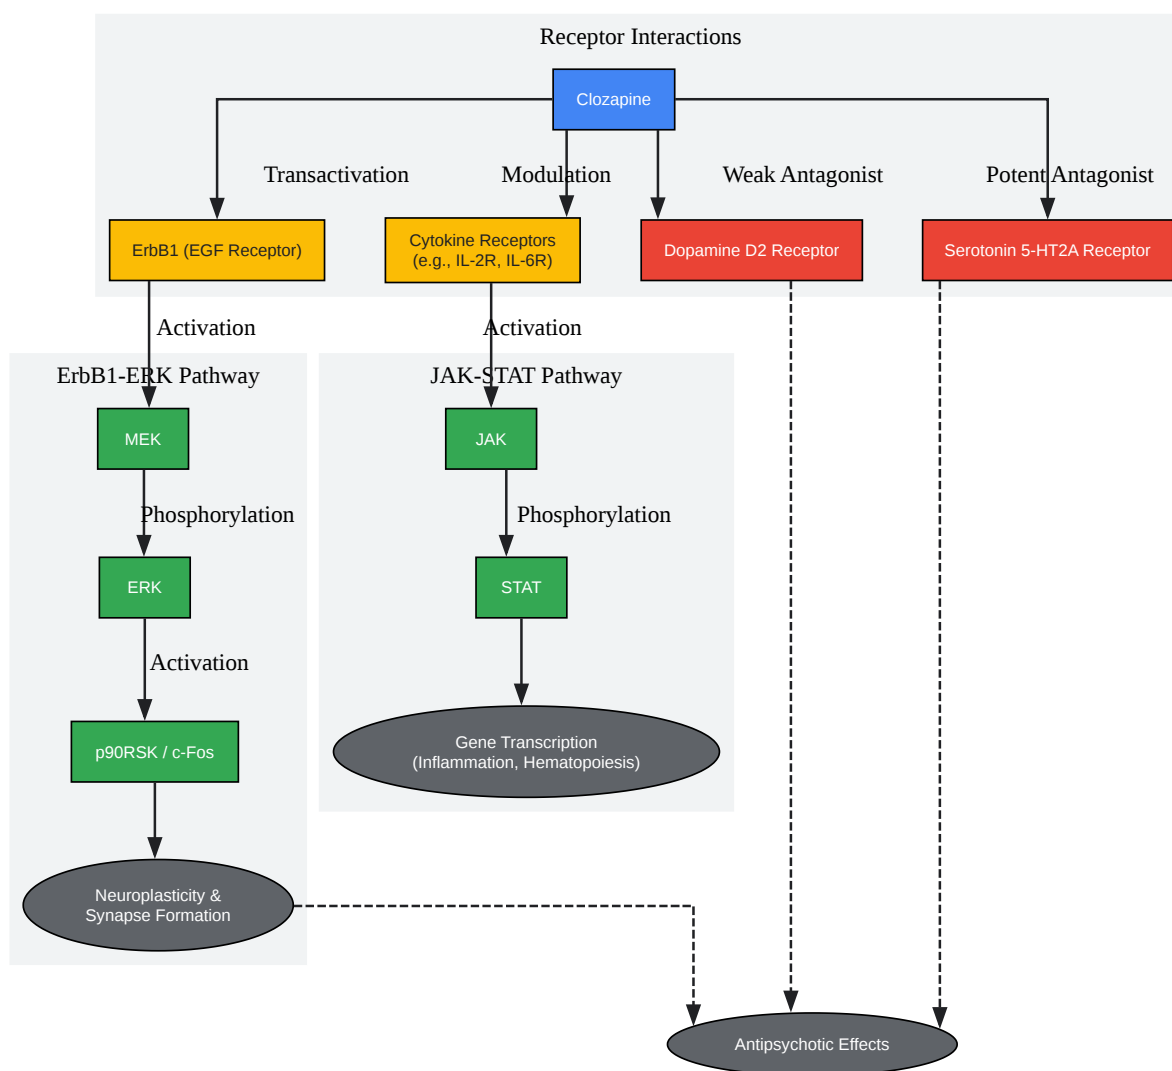 Receptor Interactions
Clozapine
Transactivation
Modulation
Weak Antagonist
Potent Antagonist
ErbB1 (EGF Receptor)
Cytokine Receptors
(e.g., IL-2R, IL-6R)
Dopamine D2 Receptor
Serotonin 5-HT2A Receptor
Activation
Activation
ErbB1-ERK Pathway
JAK-STAT Pathway
MEK
JAK
Phosphorylation
Phosphorylation
ERK
STAT
Activation
p90RSK / c-Fos
Gene Transcription
(Inflammation, Hematopoiesis)
Neuroplasticity &
Synapse Formation
Antipsychotic Effects